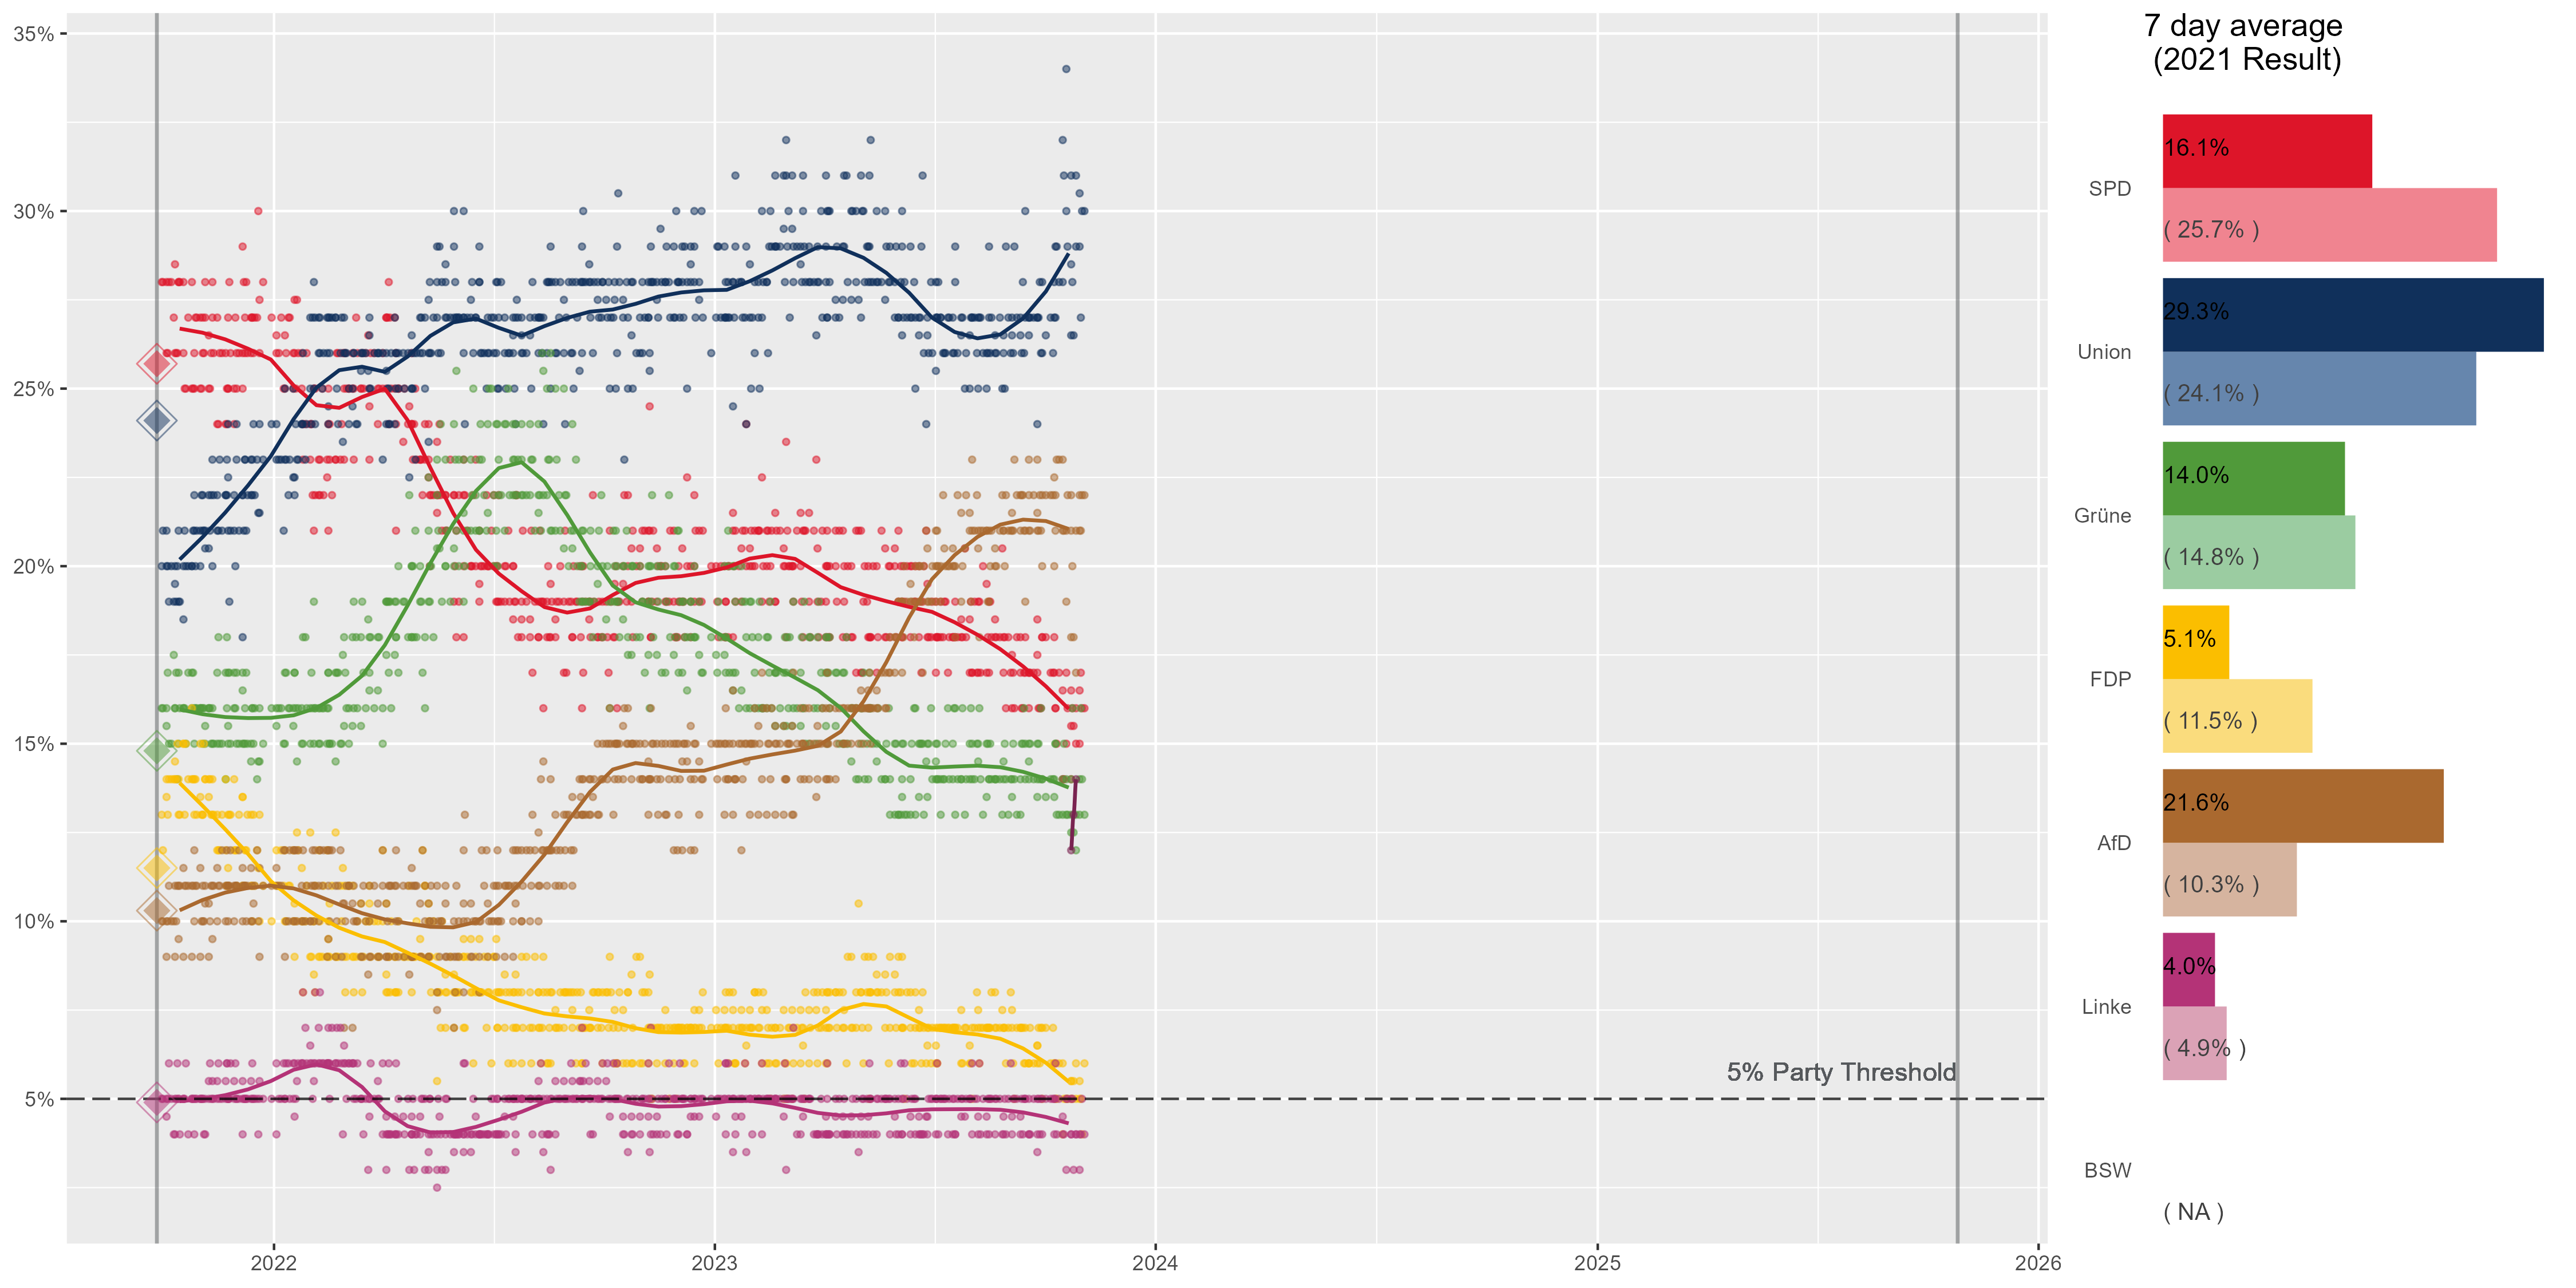 35%
30%
25%
20%
15%
10%
5%
2022
2023
2024
2025
2026
5% Party Threshold
7 day average
(2021 Result)
SPD
16.1%
( 25.7% )
Union
29.3%
( 24.1% )
Grüne
14.0%
( 14.8% )
FDP
5.1%
( 11.5% )
AfD
21.6%
( 10.3% )
Linke
4.0%
( 4.9% )
BSW
( NA )